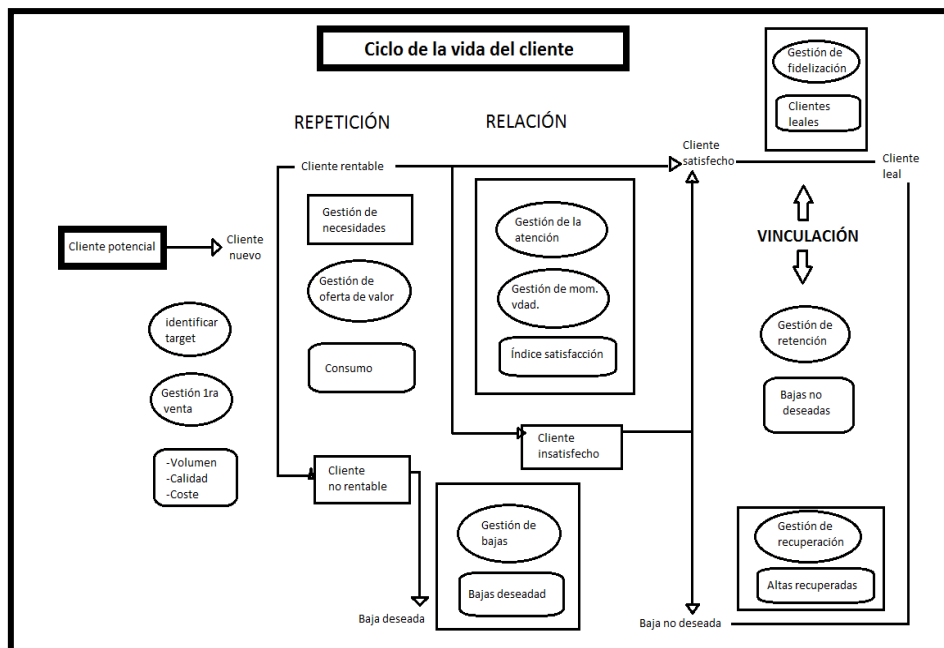 Ciclo de la vida del cliente
Gestión de
fidelización
Clientes
leales
REPETICIÓN
RELACIÓN
Cliente rentable
Cliente
satisfecho
Cliente
leal
Gestión de
necesidades
Gestión de la
atención
Cliente potencial
Cliente
nuevo
VINCULACIÓN
Gestión de
oferta de valor
Gestión de mom.
vdad.
identificar
target
Gestión de
retención
Índice satisfacción
Consumo
Gestión 1ra
venta
Bajas no
deseadas
Cliente
insatisfecho
-Volumen
-Calidad
-Coste
Cliente
no rentable
Gestión de
bajas
Gestión de
recuperación
Bajas deseadad
Altas recuperadas
Baja deseada
Baja no deseada